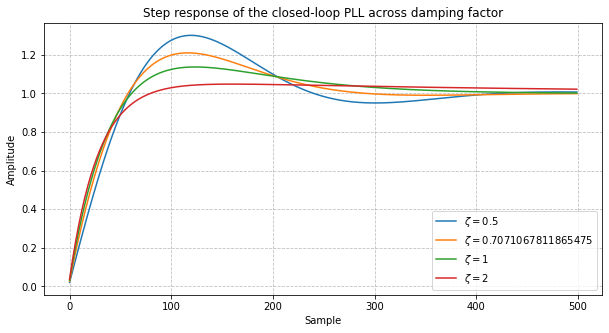 Step response of the closed-loop PLL across damping factor
Amplitude
1.2
1.0
0.8
0.6
0.4
0.2
0.0
ζ = 0.5
ζ = 0.7071067811865475
ζ = 1
ζ = 2
0 100 200 300 400 500
Sample